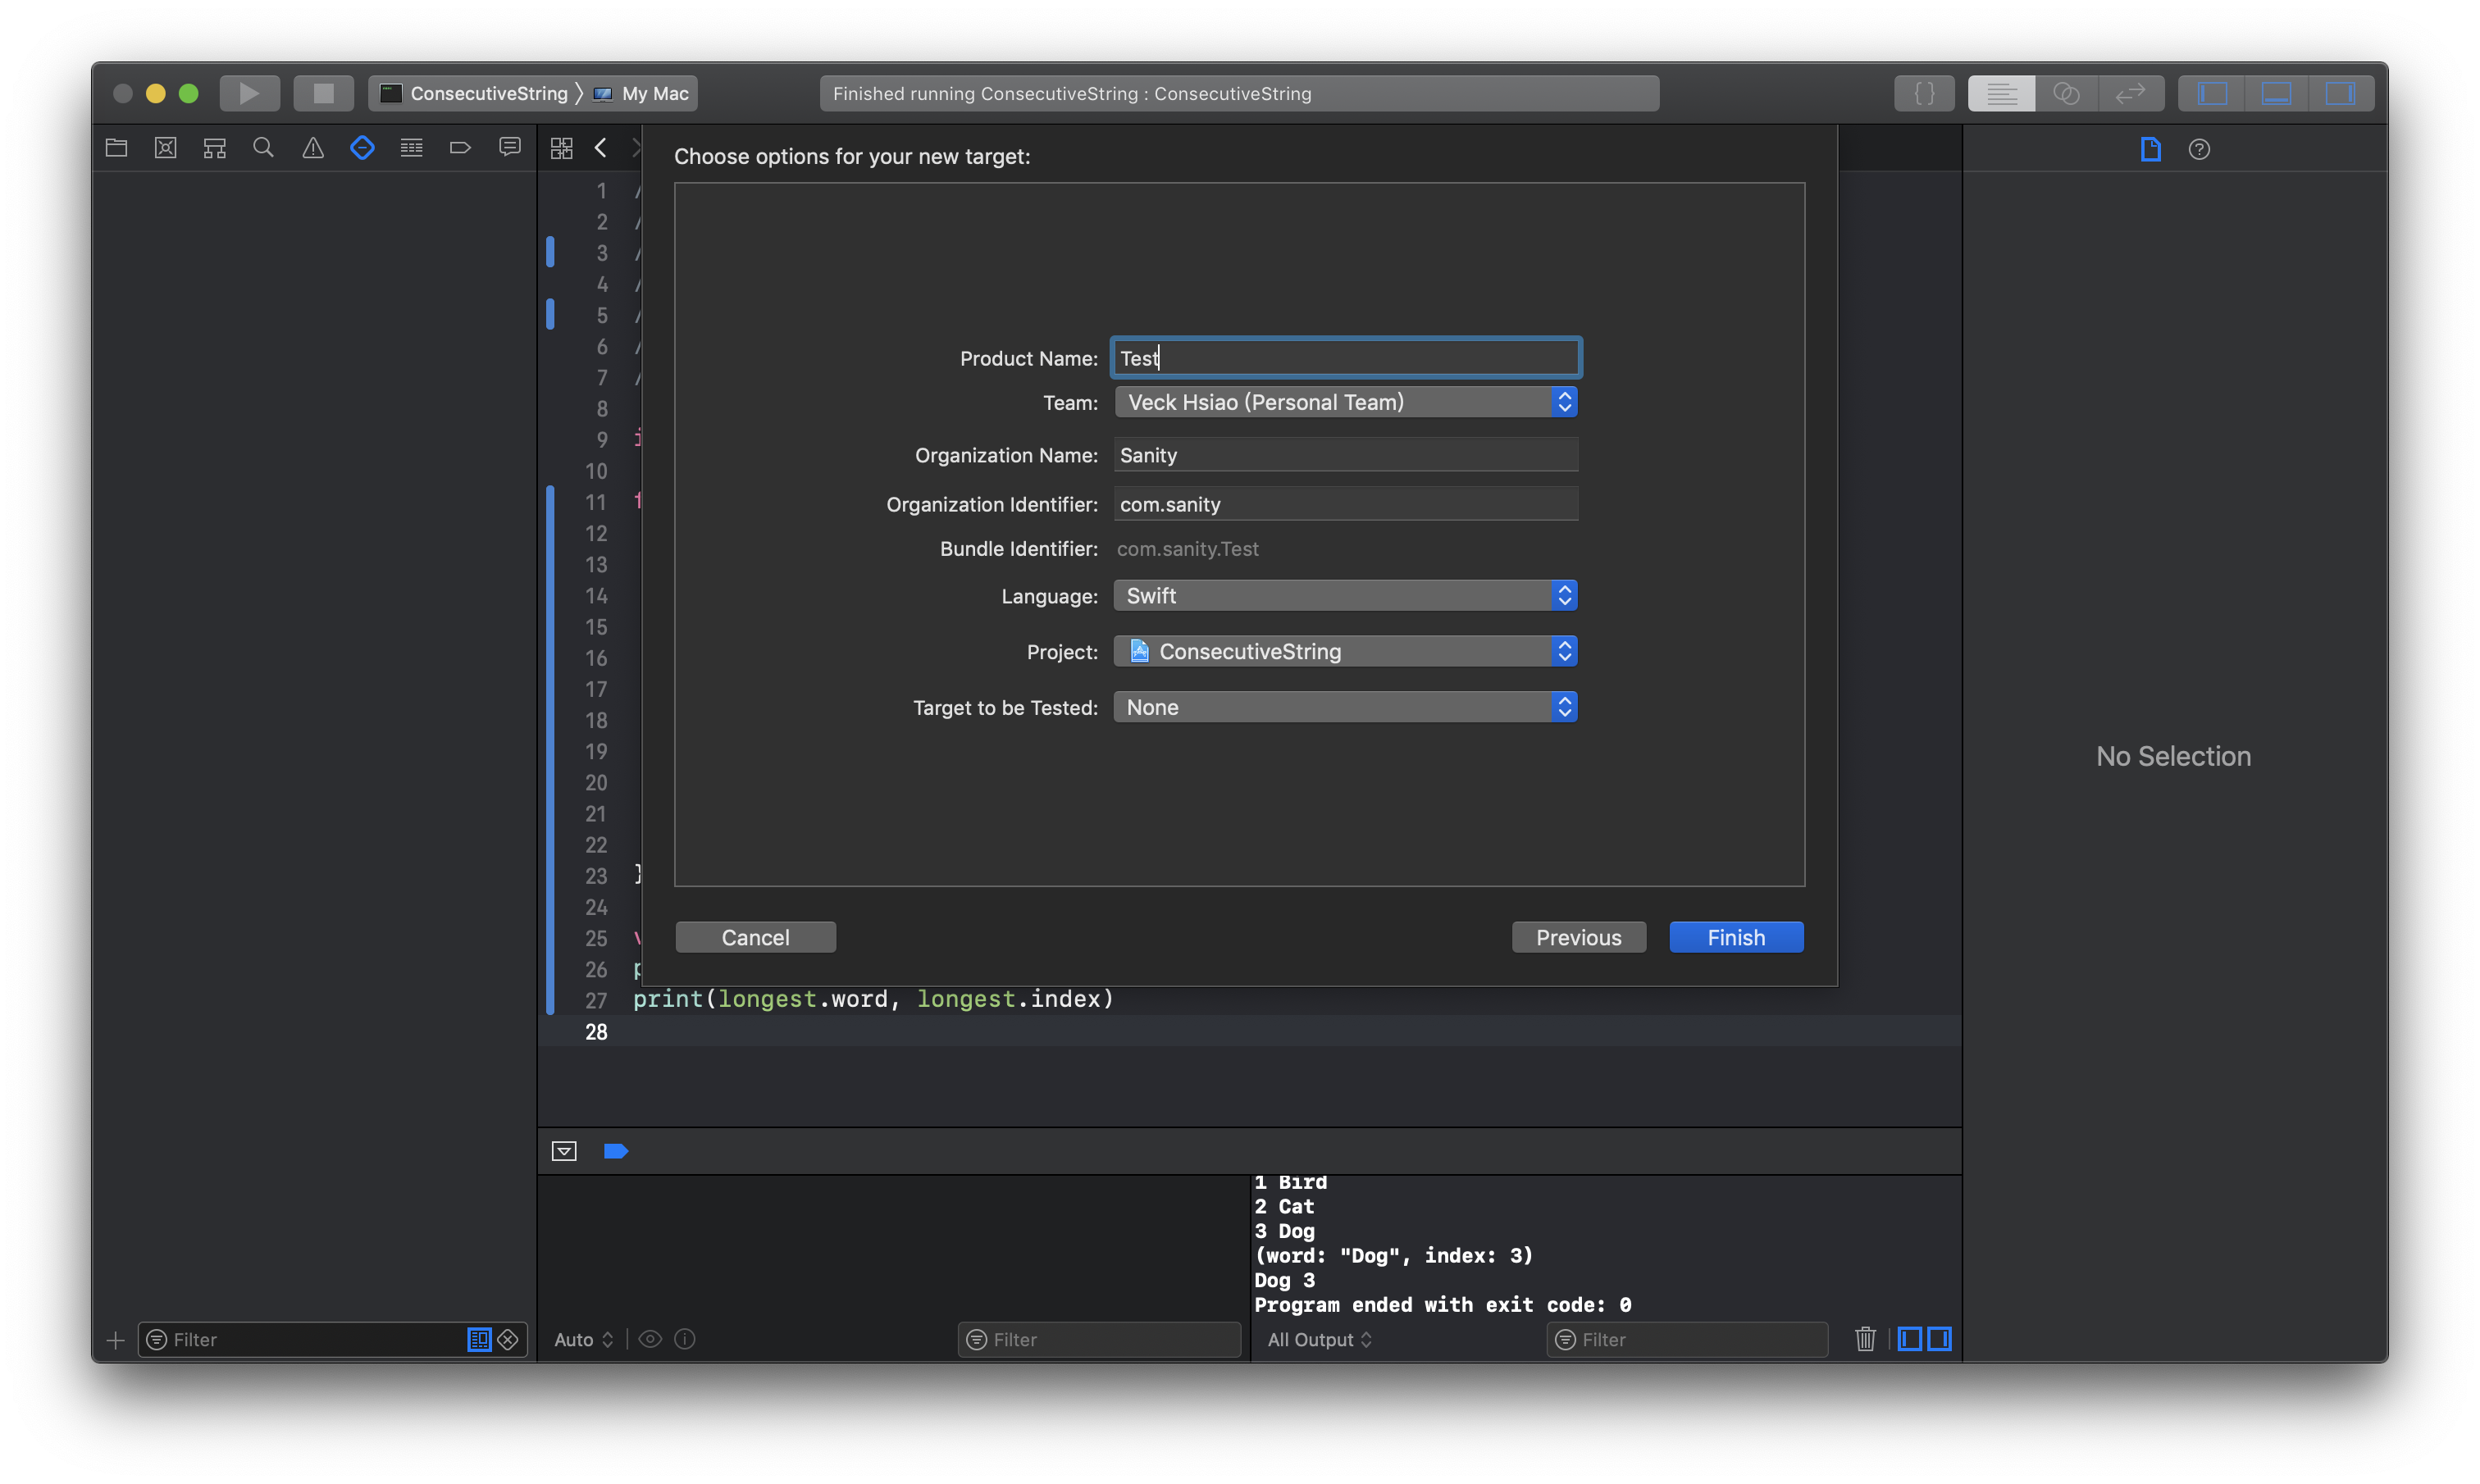 ConsecutiveString 〉 My Mac
Finished running ConsecutiveString : ConsecutiveString
{ }
Choose options for your new target:
Product Name: Test
Team: Veck Hsiao (Personal Team)
Organization Name: Sanity
Organization Identifier: com.sanity
Bundle Identifier: com.sanity.Test
Language: Swift
Project: ConsecutiveString
Target to be Tested: None
Cancel
Previous
Finish
No Selection
1
2
3
4
5
6
7
8
9
10
11
12
13
14
15
16
17
18
19
20
21
22
23 }
24
25
26
27 print(longest.word, longest.index)
28
1 Bird
2 Cat
3 Dog
(word: "Dog", index: 3)
Dog 3
Program ended with exit code: 0
Filter
Auto
Filter
All Output
Filter